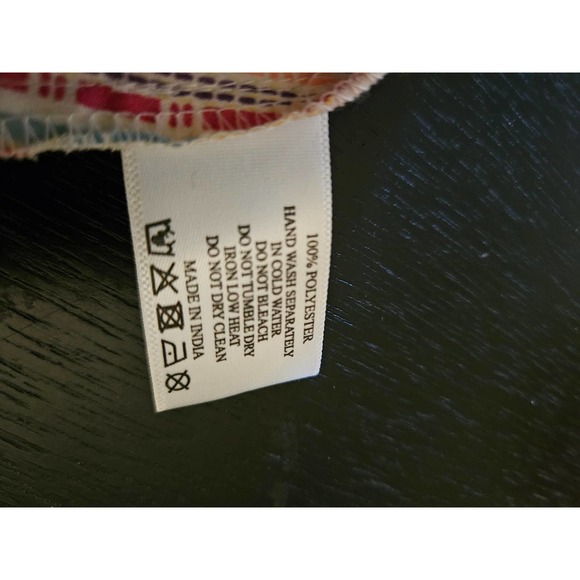 100% POLYESTER
HAND WASH SEPARATELY
IN COLD WATER
DO NOT BLEACH
DO NOT TUMBLE DRY
IRON LOW HEAT
DO NOT DRY CLEAN
MADE IN INDIA